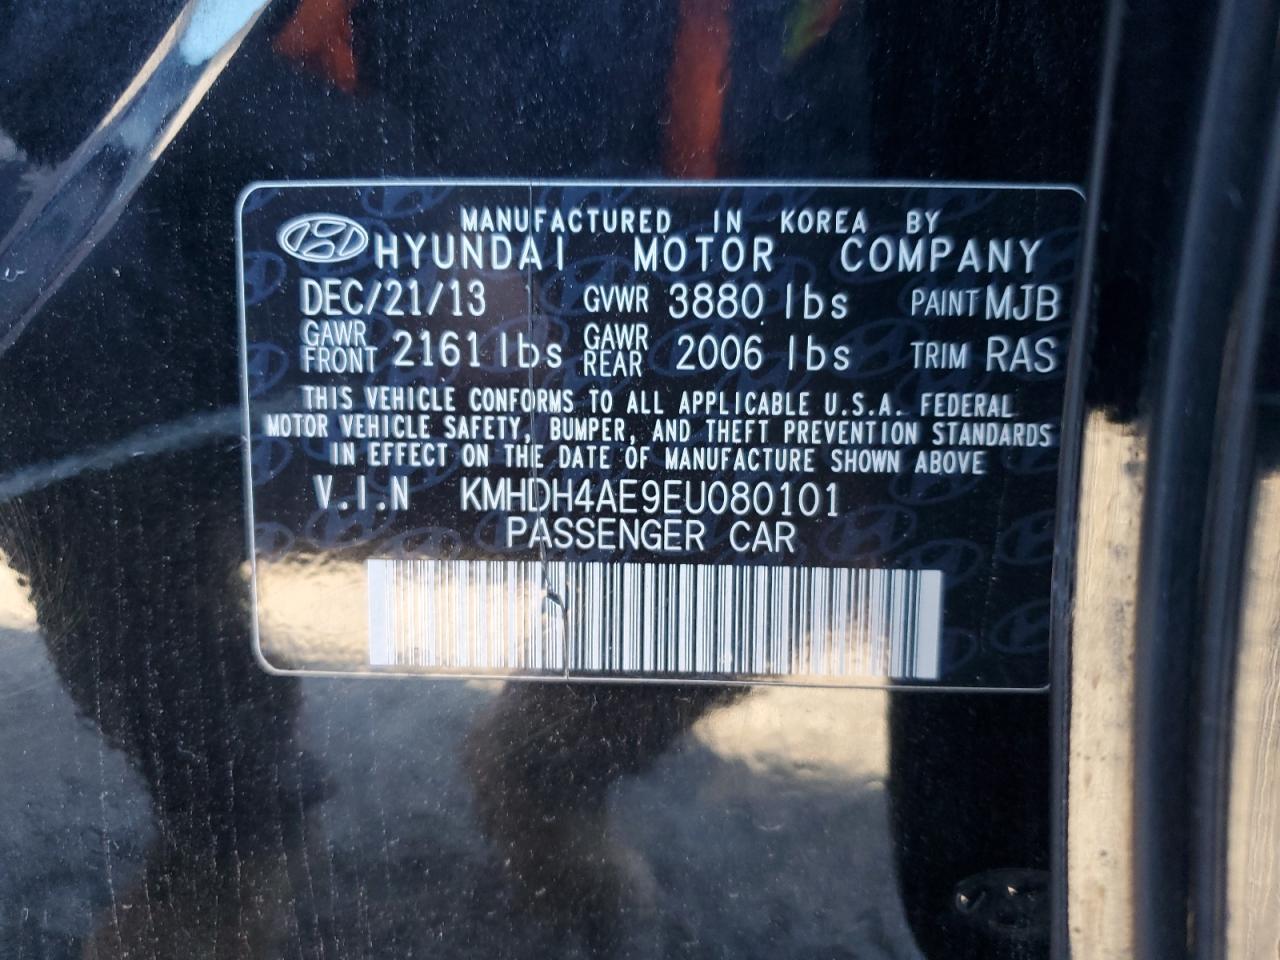 MANUFACTURED IN KOREA BY
HYUNDAI MOTOR COMPANY
DEC/21/13 GVWR 3880 lbs PAINT MJB
GAWR FRONT 2161 lbs GAWR REAR 2006 lbs TRIM RAS
THIS VEHICLE CONFORMS TO ALL APPLICABLE U.S.A. FEDERAL
MOTOR VEHICLE SAFETY, BUMPER, AND THEFT PREVENTION STANDARDS
IN EFFECT ON THE DATE OF MANUFACTURE SHOWN ABOVE
V.I.N KMHDH4AE9EU080101
PASSENGER CAR